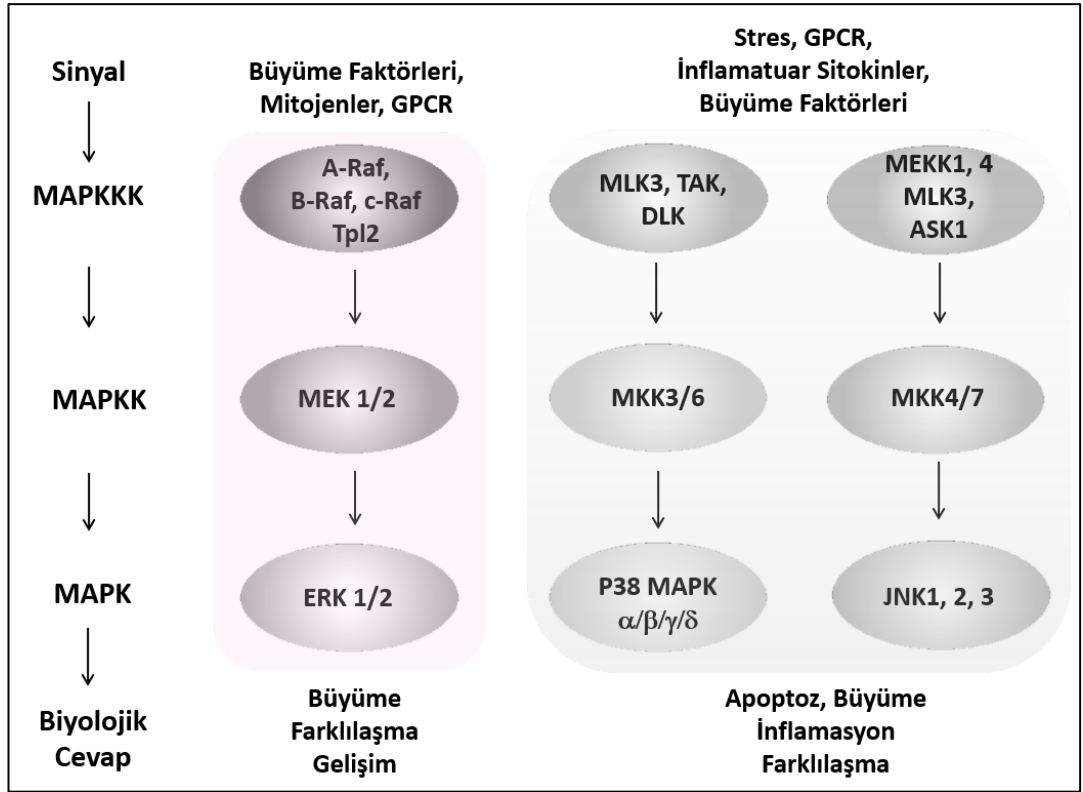 Sinyal
Büyüme Faktörleri,
Mitojenler, GPCR
Stres, GPCR,
İnflamatuar Sitokinler,
Büyüme Faktörleri
MAPKKK
A-Raf,
B-Raf, c-Raf
Tpl2
MLK3, TAK,
DLK
MEKK1, 4
MLK3,
ASK1
MAPKK
MEK 1/2
MKK3/6
MKK4/7
MAPK
ERK 1/2
P38 MAPK
α/β/γ/δ
JNK1, 2, 3
Biyolojik
Cevap
Büyüme
Farklılaşma
Gelişim
Apoptoz, Büyüme
İnflamasyon
Farklılaşma